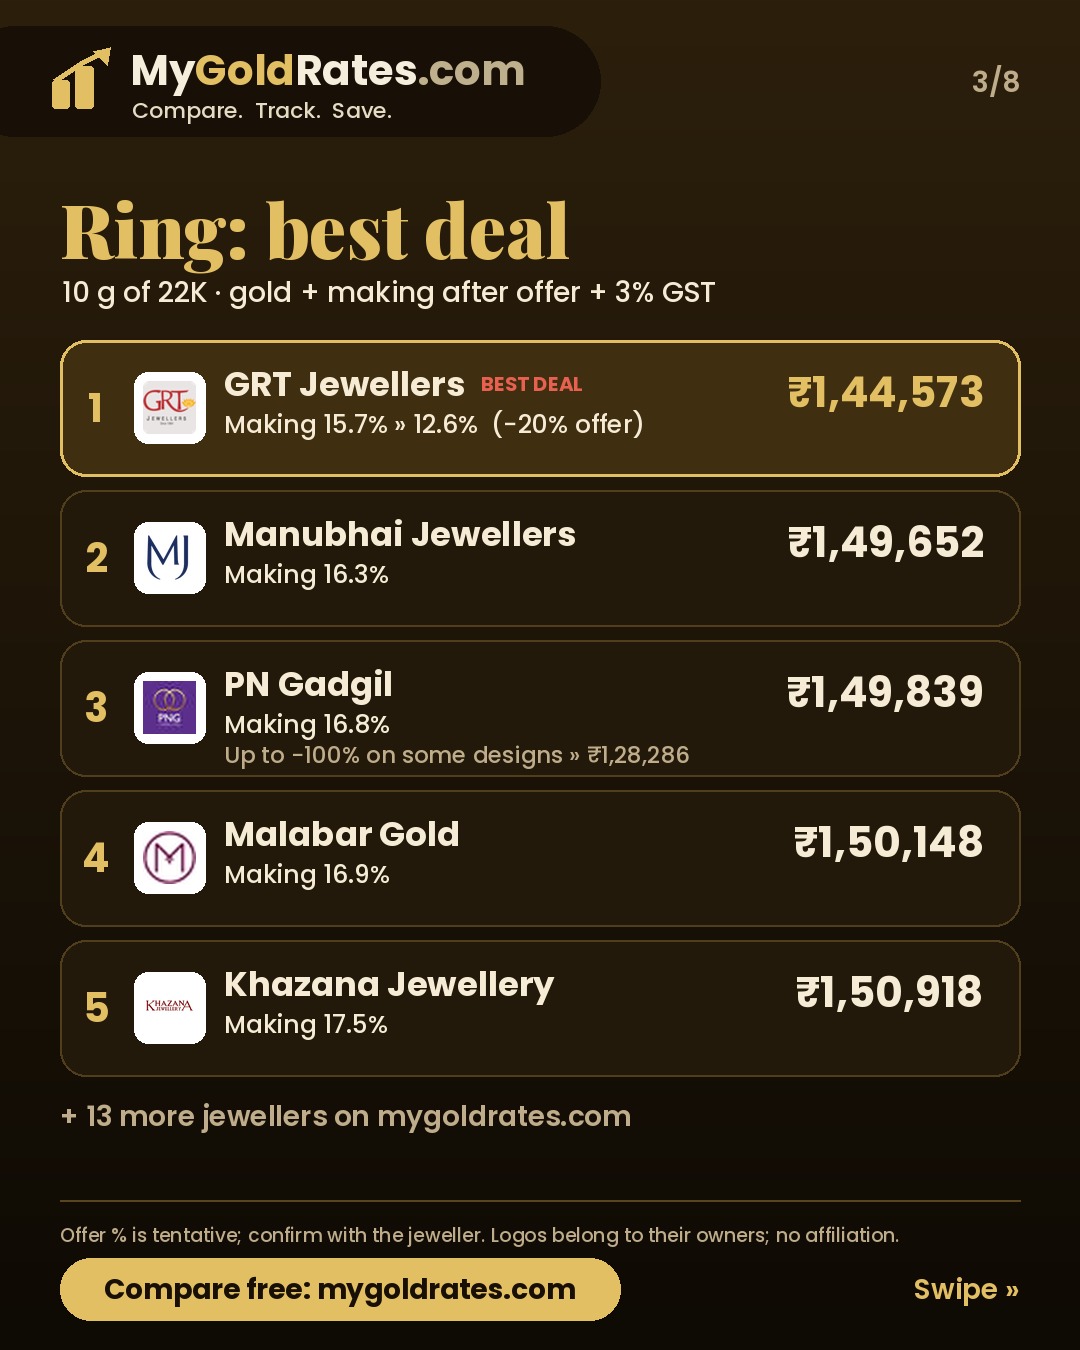 MyGoldRates.com
Compare. Track. Save.
3/8
Ring: best deal
10 g of 22K · gold + making after offer + 3% GST
1
GRT
JEWELLERS
GRT Jewellers BEST DEAL
Making 15.7% » 12.6% (-20% offer)
₹1,44,573
2
MJ
Manubhai Jewellers
Making 16.3%
₹1,49,652
3
PNG
PN Gadgil
Making 16.8%
Up to -100% on some designs » ₹1,28,286
₹1,49,839
4
M
Malabar Gold
Making 16.9%
₹1,50,148
5
KHAZANA
JEWELLERY
Khazana Jewellery
Making 17.5%
₹1,50,918
+ 13 more jewellers on mygoldrates.com
Offer % is tentative; confirm with the jeweller. Logos belong to their owners; no affiliation.
Compare free: mygoldrates.com
Swipe »